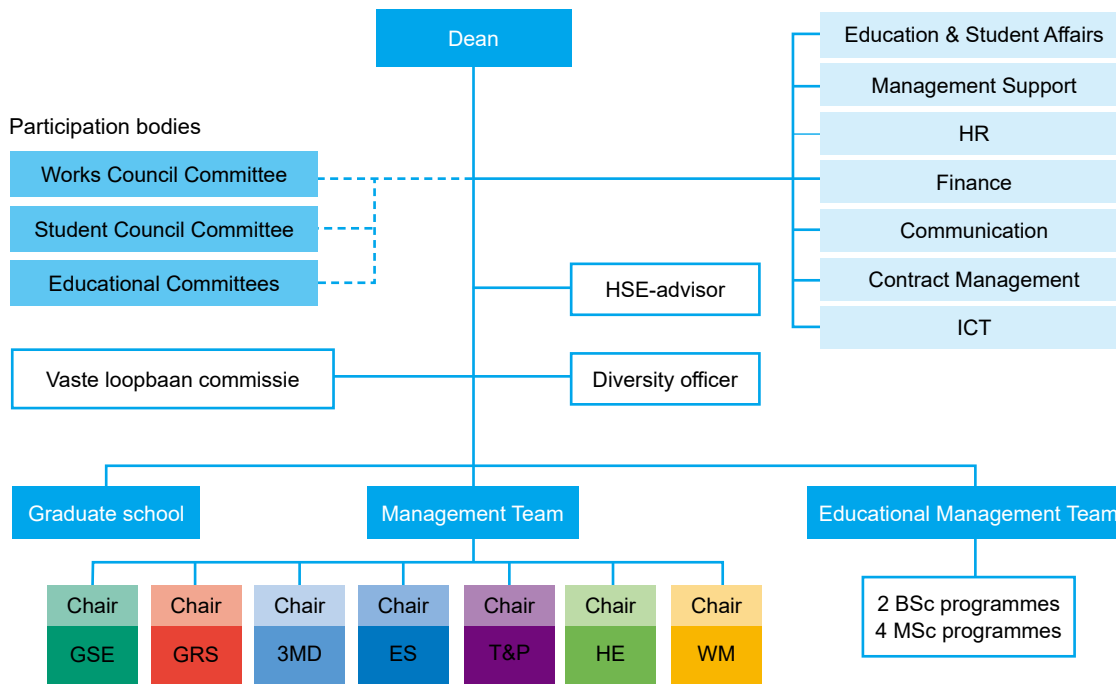 Dean
Education & Student Affairs
Management Support
HR
Finance
Communication
Contract Management
ICT
Participation bodies
Works Council Committee
Student Council Committee
Educational Committees
HSE-advisor
Vaste loopbaan commissie
Diversity officer
Graduate school
Management Team
Educational Management Team
Chair
GSE
Chair
GRS
Chair
3MD
Chair
ES
Chair
T&P
Chair
HE
Chair
WM
2 BSc programmes
4 MSc programmes